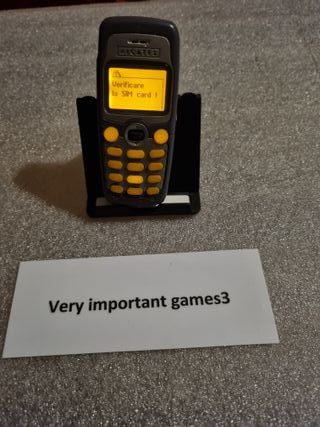 ALCATEL
Verificare
la SIM card !
Very important games3